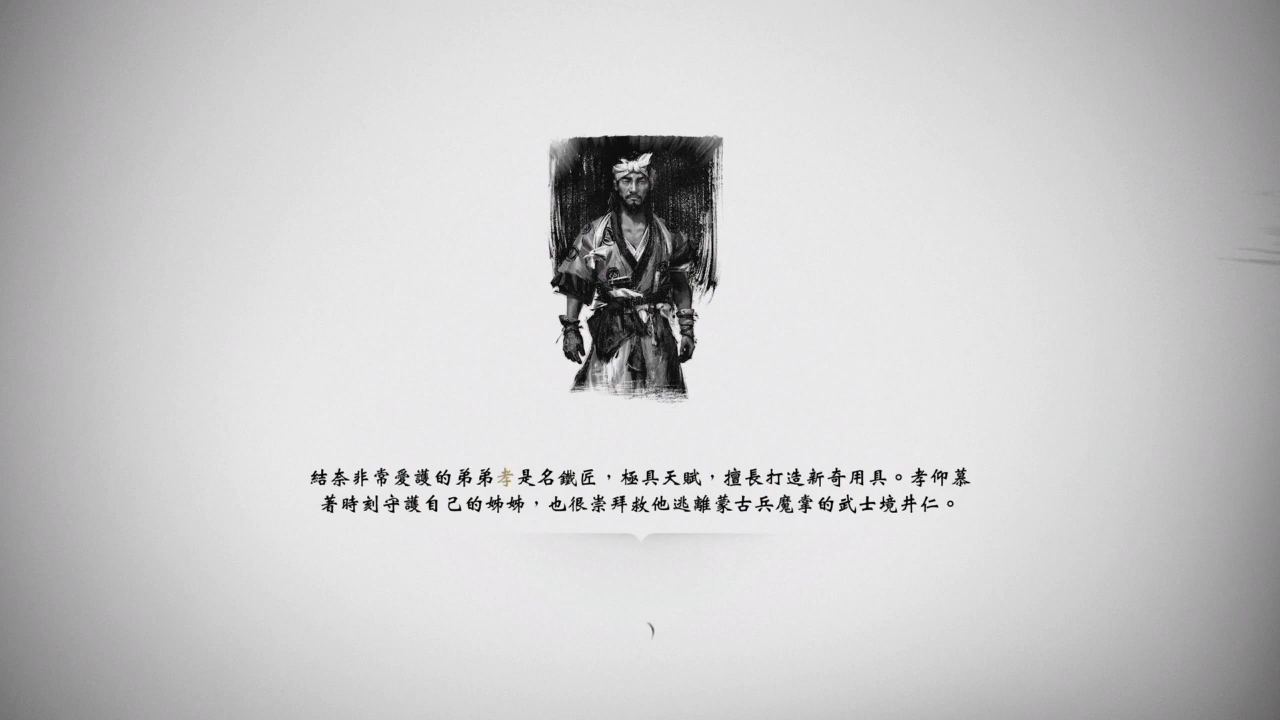 結奈非常愛護的弟弟孝是名鐵匠，極具天賦，擅長打造新奇用具。孝仰慕
著時刻守護自己的姊姊，也很崇拜救他逃離蒙古兵魔掌的武士境井仁。